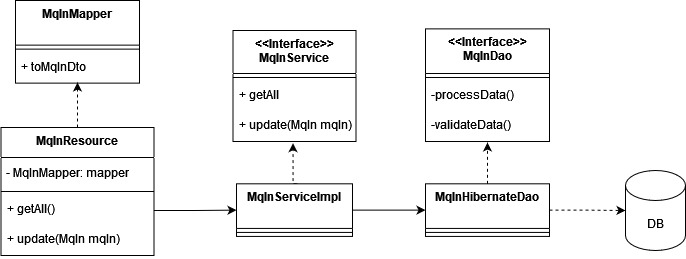 MqInMapper
+ toMqInDto
<<Interface>>
MqInService
+ getAll
+ update(MqIn mqIn)
<<Interface>>
MqInDao
-processData()
-validateData()
MqInResource
- MqInMapper: mapper
+ getAll()
+ update(MqIn mqIn)
MqInServiceImpl
MqInHibernateDao
DB